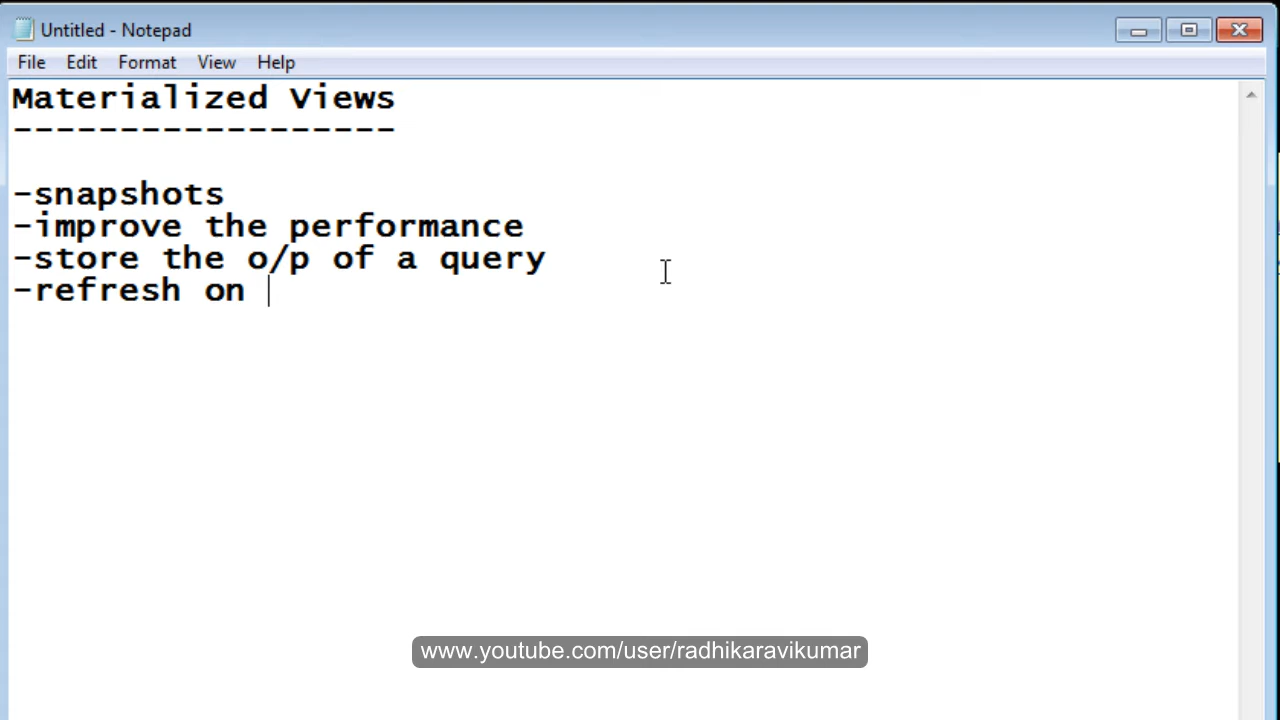 Untitled - Notepad
File Edit Format View Help
Materialized Views
------------------
-snapshots
-improve the performance
-store the o/p of a query
-refresh on
www.youtube.com/user/radhikaravikumar